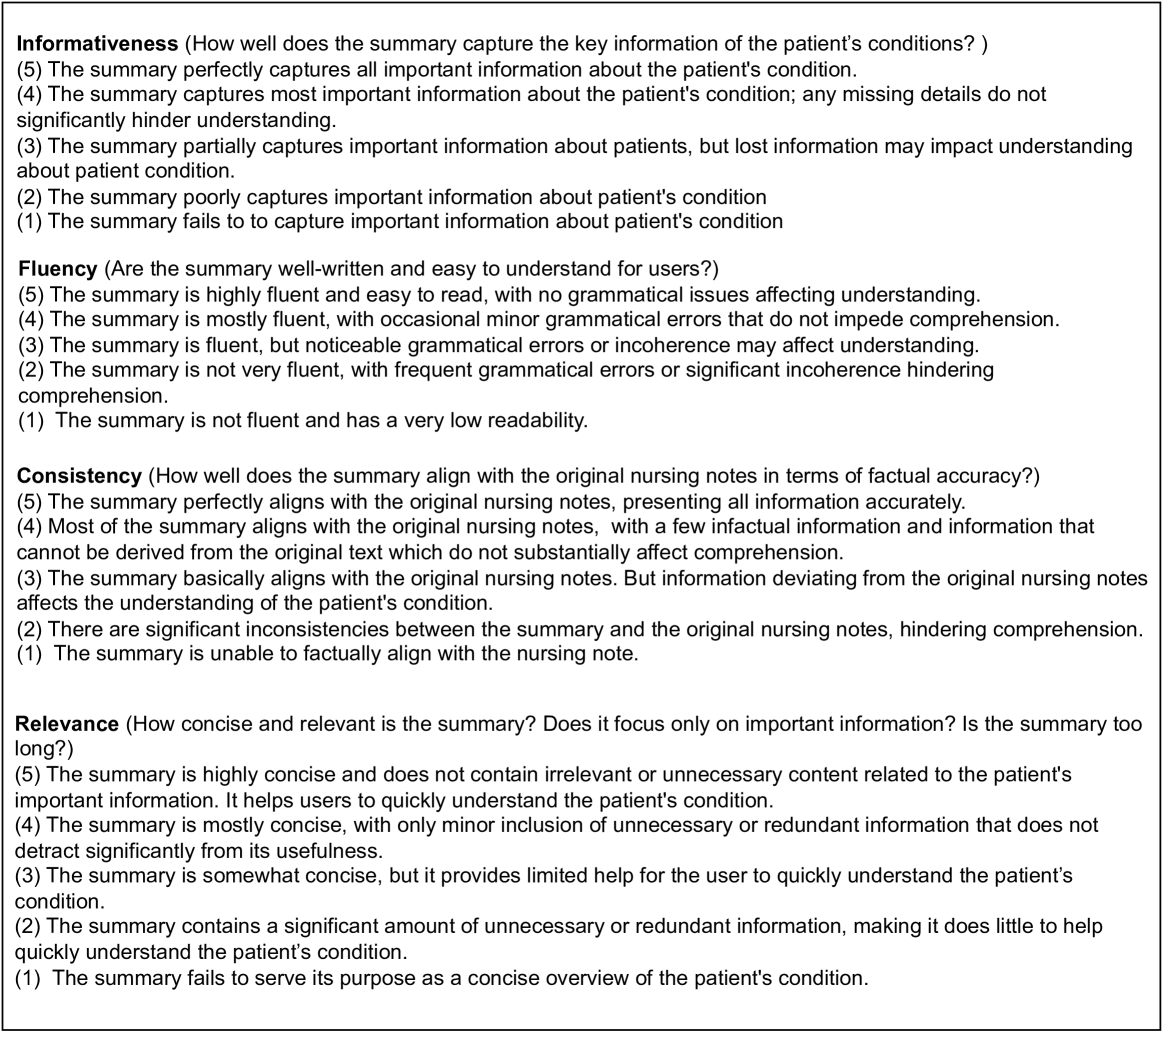 Informativeness (How well does the summary capture the key information of the patient’s conditions? )
(5) The summary perfectly captures all important information about the patient's condition.
(4) The summary captures most important information about the patient's condition; any missing details do not
significantly hinder understanding.
(3) The summary partially captures important information about patients, but lost information may impact understanding
about patient condition.
(2) The summary poorly captures important information about patient's condition
(1) The summary fails to to capture important information about patient's condition
Fluency (Are the summary well-written and easy to understand for users?)
(5) The summary is highly fluent and easy to read, with no grammatical issues affecting understanding.
(4) The summary is mostly fluent, with occasional minor grammatical errors that do not impede comprehension.
(3) The summary is fluent, but noticeable grammatical errors or incoherence may affect understanding.
(2) The summary is not very fluent, with frequent grammatical errors or significant incoherence hindering
comprehension.
(1)  The summary is not fluent and has a very low readability.
Consistency (How well does the summary align with the original nursing notes in terms of factual accuracy?)
(5) The summary perfectly aligns with the original nursing notes, presenting all information accurately.
(4) Most of the summary aligns with the original nursing notes,  with a few infactual information and information that
cannot be derived from the original text which do not substantially affect comprehension.
(3) The summary basically aligns with the original nursing notes. But information deviating from the original nursing notes
affects the understanding of the patient's condition.
(2) There are significant inconsistencies between the summary and the original nursing notes, hindering comprehension.
(1)  The summary is unable to factually align with the nursing note.
Relevance (How concise and relevant is the summary? Does it focus only on important information? Is the summary too
long?)
(5) The summary is highly concise and does not contain irrelevant or unnecessary content related to the patient's
important information. It helps users to quickly understand the patient's condition.
(4) The summary is mostly concise, with only minor inclusion of unnecessary or redundant information that does not
detract significantly from its usefulness.
(3) The summary is somewhat concise, but it provides limited help for the user to quickly understand the patient’s
condition.
(2) The summary contains a significant amount of unnecessary or redundant information, making it does little to help
quickly understand the patient’s condition.
(1)  The summary fails to serve its purpose as a concise overview of the patient's condition.